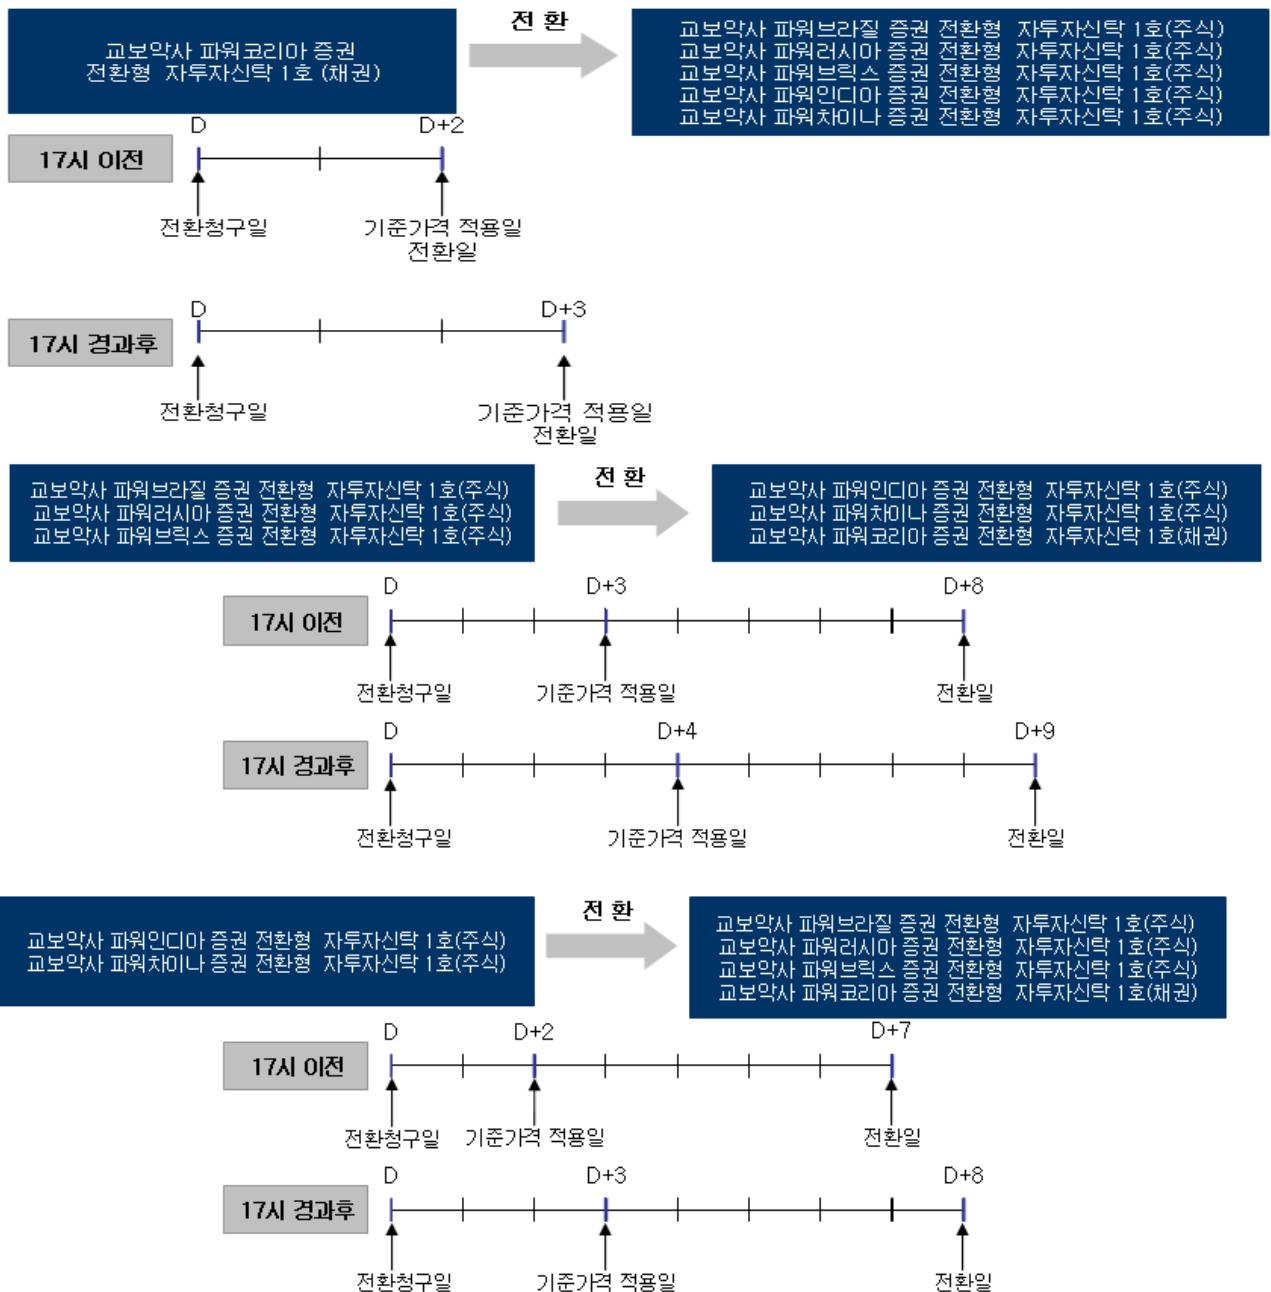 교보악사 파워코리아 증권
전환형 자투자신탁 1호 (채권)
전 환
교보악사 파워브라질 증권 전환형 자투자신탁 1호(주식)
교보악사 파워러시아 증권 전환형 자투자신탁 1호(주식)
교보악사 파워브릭스 증권 전환형 자투자신탁 1호(주식)
교보악사 파워인디아 증권 전환형 자투자신탁 1호(주식)
교보악사 파워차이나 증권 전환형 자투자신탁 1호(주식)
D D+2
17시 이전
전환청구일 기준가격 적용일
전환일
D D+3
17시 경과후
전환청구일 기준가격 적용일
전환일
교보악사 파워브라질 증권 전환형 자투자신탁 1호(주식)
교보악사 파워러시아 증권 전환형 자투자신탁 1호(주식)
교보악사 파워브릭스 증권 전환형 자투자신탁 1호(주식)
전 환
교보악사 파워인디아 증권 전환형 자투자신탁 1호(주식)
교보악사 파워차이나 증권 전환형 자투자신탁 1호(주식)
교보악사 파워코리아 증권 전환형 자투자신탁 1호(채권)
D D+3 D+8
17시 이전
전환청구일 기준가격 적용일 전환일
D D+4 D+9
17시 경과후
전환청구일 기준가격 적용일 전환일
교보악사 파워인디아 증권 전환형 자투자신탁 1호(주식)
교보악사 파워차이나 증권 전환형 자투자신탁 1호(주식)
전 환
교보악사 파워브라질 증권 전환형 자투자신탁 1호(주식)
교보악사 파워러시아 증권 전환형 자투자신탁 1호(주식)
교보악사 파워브릭스 증권 전환형 자투자신탁 1호(주식)
교보악사 파워코리아 증권 전환형 자투자신탁 1호(채권)
D D+2 D+7
17시 이전
전환청구일 기준가격 적용일 전환일
D D+3 D+8
17시 경과후
전환청구일 기준가격 적용일 전환일